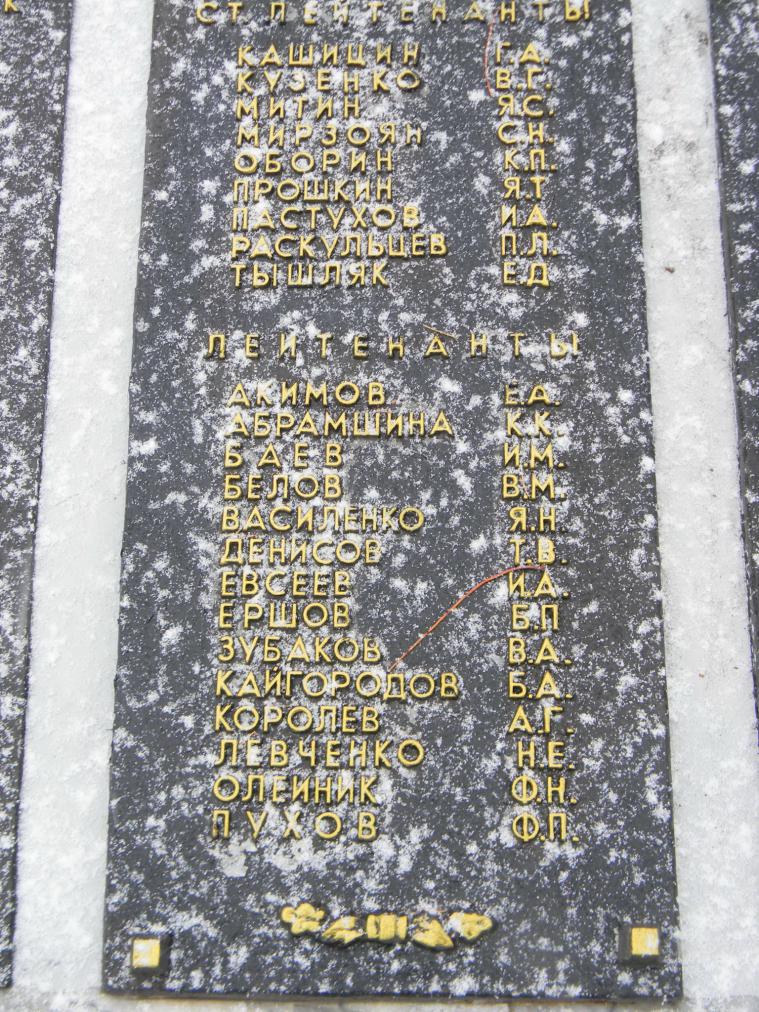 СТ.ЛЕЙТЕНАНТЫ
КАШИЦИН Г.А.
КУЗЕНКО В.Г.
МИТИН Я.С.
МИРЗОЯН С.Н.
ОБОРИН К.П.
ПРОШКИН Я.Т
ПАСТУХОВ И.А.
РАСКУЛЬЦЕВ П.Л.
ТЫШЛЯК Е.Д
ЛЕЙТЕНАНТЫ
АКИМОВ Е.А.
АБРАМШИНА К.К.
БАЕВ И.М.
БЕЛОВ В.М.
ВАСИЛЕНКО Я.Н.
ДЕНИСОВ Т.В.
ЕВСЕЕВ И.А.
ЕРШОВ Б.П
ЗУБАКОВ В.А.
КАЙГОРОДОВ Б.А.
КОРОЛЕВ А.Г.
ЛЕВЧЕНКО Н.Е.
ОЛЕЙНИК Ф.Н.
ПУХОВ Ф.П.